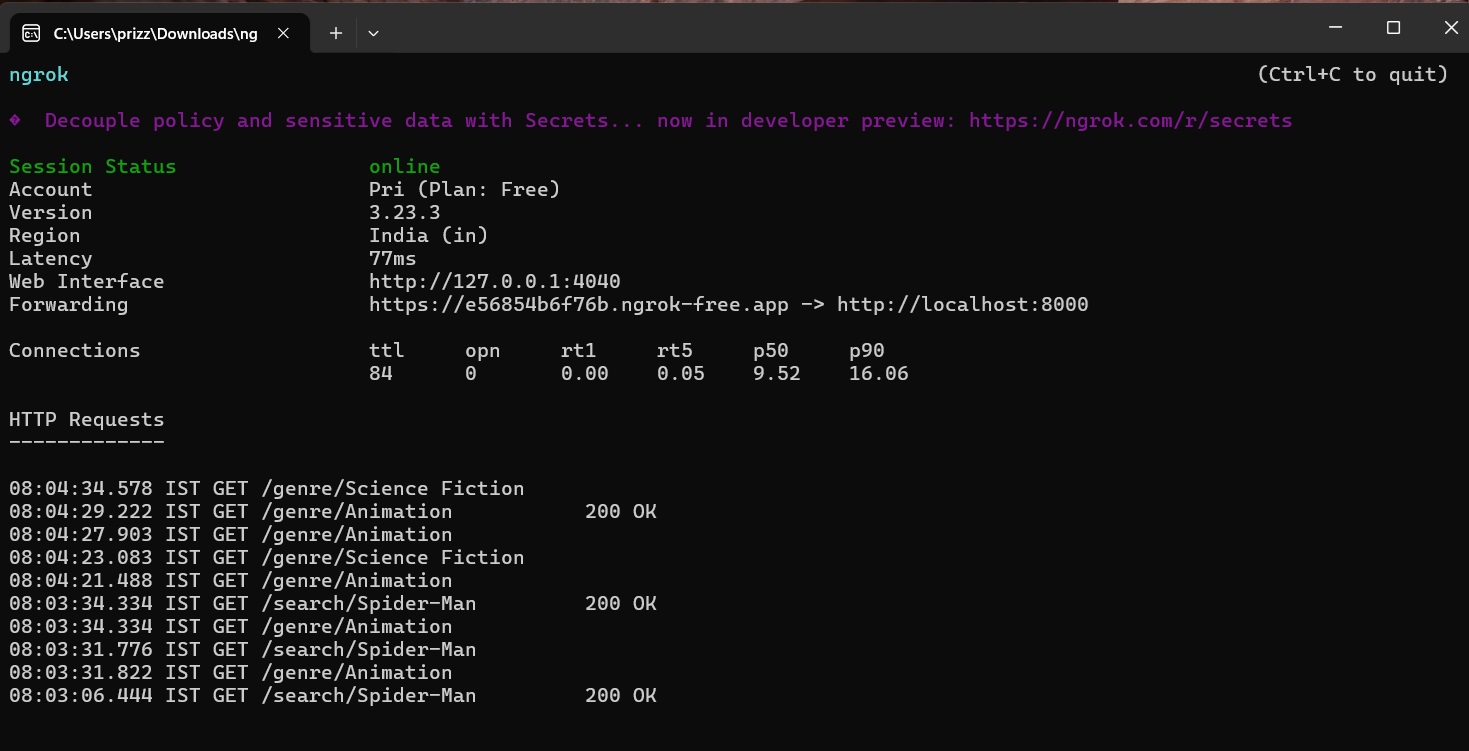 C:\Users\prizz\Downloads\ng
ngrok (Ctrl+C to quit)
Decouple policy and sensitive data with Secrets... now in developer preview: https://ngrok.com/r/secrets
Session Status online
Account Pri (Plan: Free)
Version 3.23.3
Region India (in)
Latency 77ms
Web Interface http://127.0.0.1:4040
Forwarding https://e56854b6f76b.ngrok-free.app -> http://localhost:8000
Connections ttl opn rt1 rt5 p50 p90
84 0 0.00 0.05 9.52 16.06
HTTP Requests
-------------
08:04:34.578 IST GET /genre/Science Fiction
08:04:29.222 IST GET /genre/Animation 200 OK
08:04:27.903 IST GET /genre/Animation
08:04:23.083 IST GET /genre/Science Fiction
08:04:21.488 IST GET /genre/Animation
08:03:34.334 IST GET /search/Spider-Man 200 OK
08:03:34.334 IST GET /genre/Animation
08:03:31.776 IST GET /search/Spider-Man
08:03:31.822 IST GET /genre/Animation
08:03:06.444 IST GET /search/Spider-Man 200 OK